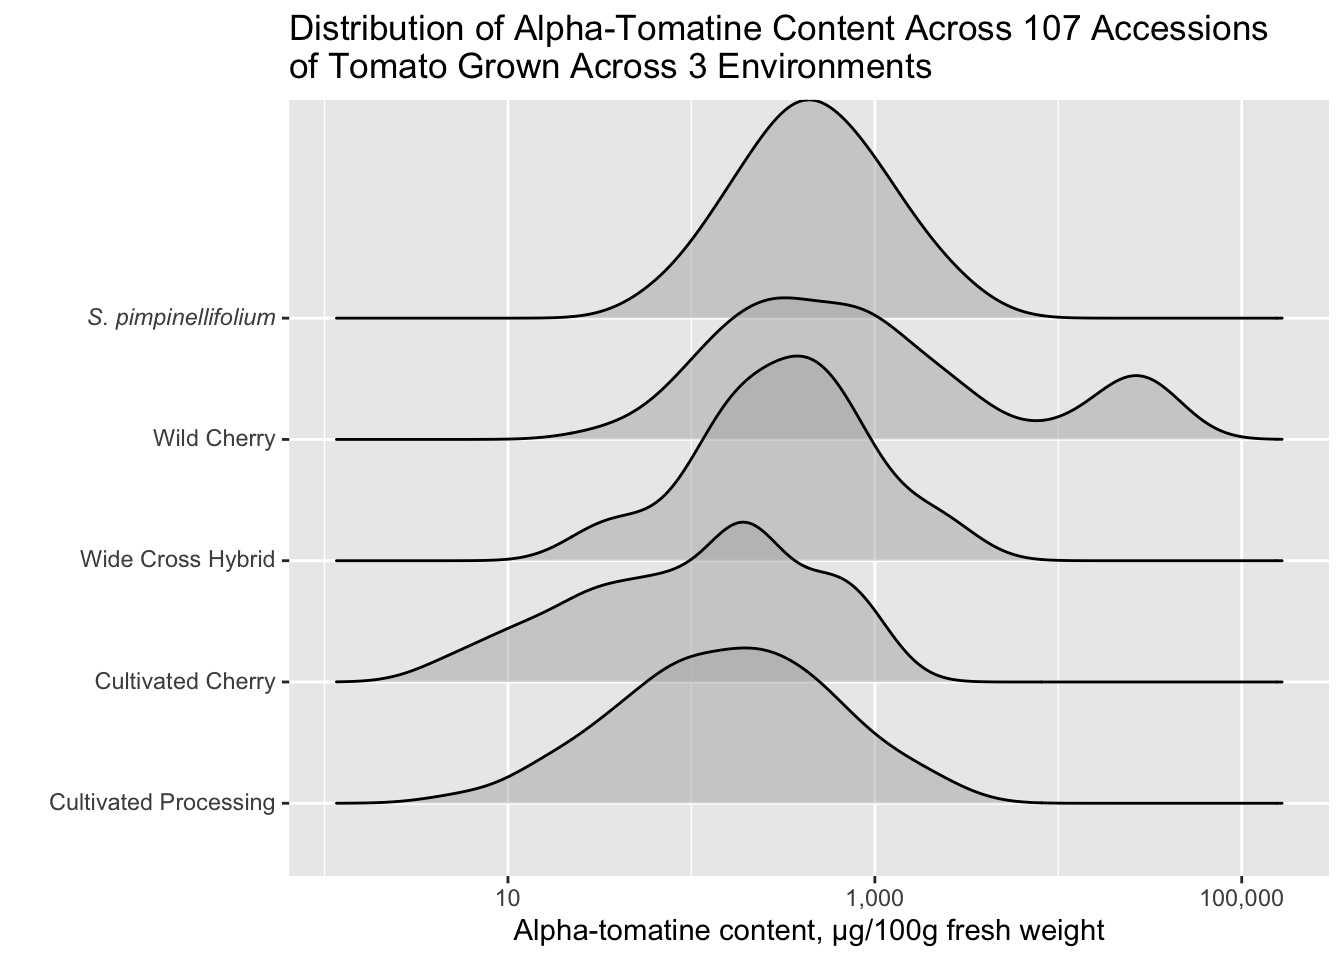 Distribution of Alpha-Tomatine Content Across 107 Accessions
of Tomato Grown Across 3 Environments
S. pimpinellifolium
Wild Cherry
Wide Cross Hybrid
Cultivated Cherry
Cultivated Processing
10
1,000
100,000
Alpha-tomatine content, µg/100g fresh weight